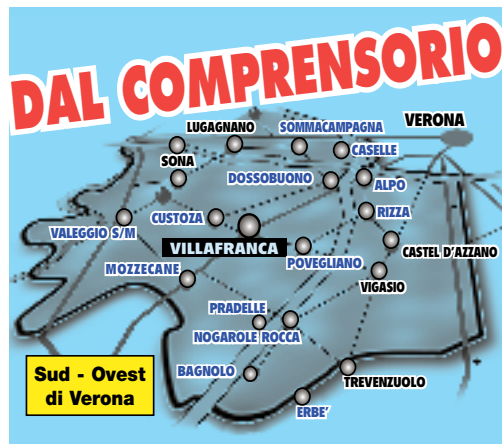 DAL COMPRENSORIO
LUGAGNANO
SOMMACAMPAGNA
VERONA
CASELLE
SONA
DOSSOBUONO
ALPO
CUSTOZA
RIZZA
VALEGGIO S/M
VILLAFRANCA
CASTEL D'AZZANO
POVEGLIANO
MOZZECANE
VIGASIO
PRADELLE
NOGAROLE ROCCA
BAGNOLO
TREVENZUOLO
ERBE'
Sud - Ovest
di Verona